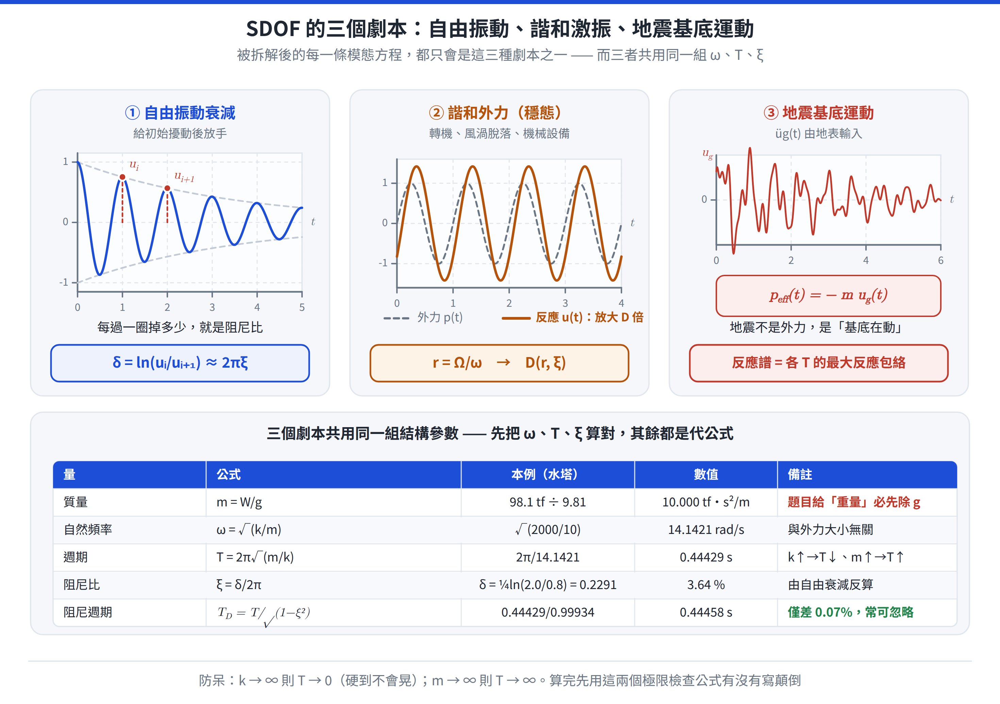 SDOF 的三個劇本：自由振動、諧和激振、地震基底運動
被拆解後的每一條模態方程，都只會是這三種劇本之一 —— 而三者共用同一組 ω、T、ξ
① 自由振動衰減
給初始擾動後放手
1
0
-1
u_i
u_{i+1}
t
0 1 2 3 4 5
每過一圈掉多少，就是阻尼比
δ = ln(uᵢ/uᵢ₊₁) ≈ 2πξ
② 諧和外力（穩態）
轉機、風渦脫落、機械設備
1
0
-1
t
0 1 2 3 4
外力 p(t)
反應 u(t)：放大 D 倍
r = Ω/ω → D(r, ξ)
③ 地震基底運動
üg(t) 由地表輸入
u_g
0
t
0 2 4 6
p_{eff}(t) = − m u_g(t)
地震不是外力，是「基底在動」
反應譜 = 各 T 的最大反應包絡
三個劇本共用同一組結構參數 —— 先把 ω、T、ξ 算對，其餘都是代公式
量 公式 本例（水塔） 數值 備註
質量 m = W/g 98.1 tf ÷ 9.81 10.000 tf・s²/m 題目給「重量」必先除 g
自然頻率 ω = √(k/m) √(2000/10) 14.1421 rad/s 與外力大小無關
週期 T = 2π√(m/k) 2π/14.1421 0.44429 s k↑→T↓、m↑→T↑
阻尼比 ξ = δ/2π δ = ¼ln(2.0/0.8) = 0.2291 3.64 % 由自由衰減反算
阻尼週期 T_D = T/√(1−ξ²) 0.44429/0.99934 0.44458 s 僅差 0.07%，常可忽略
防呆：k → ∞ 則 T → 0（硬到不會晃）；m → ∞ 則 T → ∞。算完先用這兩個極限檢查公式有沒有寫顛倒